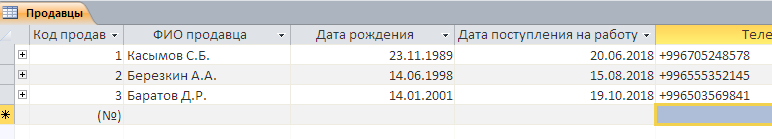 Продавцы
Код продав ФИО продавца Дата рождения Дата поступления на работу Теле
1 Касымов С.Б. 23.11.1989 20.06.2018 +996705248578
2 Березкин А.А. 14.06.1998 15.08.2018 +996555352145
3 Баратов Д.Р. 14.01.2001 19.10.2018 +996503569841
(№)